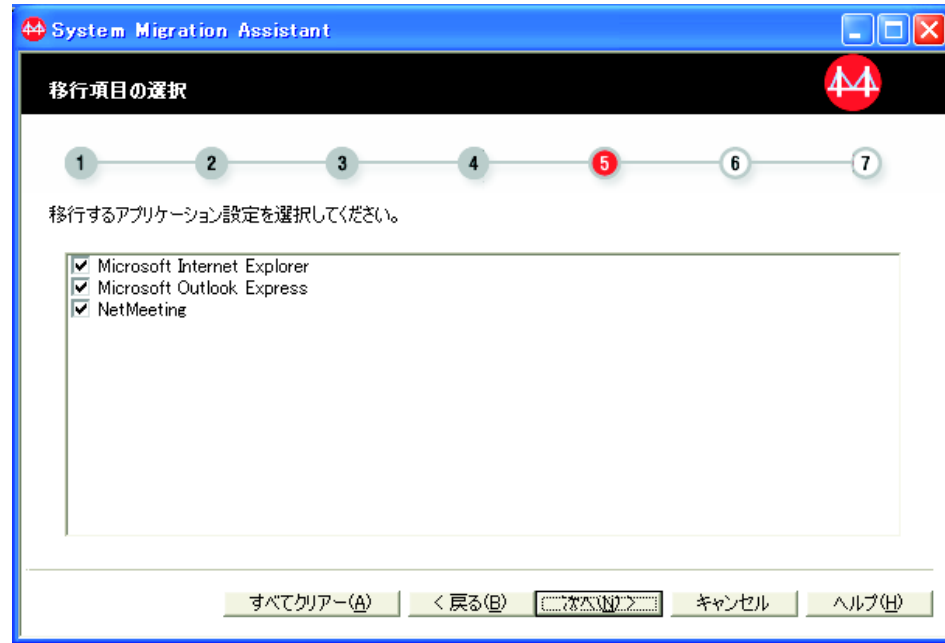 System Migration Assistant
移行項目の選択
1 2 3 4 5 6 7
移行するアプリケーション設定を選択してください。
Microsoft Internet Explorer
Microsoft Outlook Express
NetMeeting
すべてクリアー(A) < 戻る(B) 次へ(N) > キャンセル ヘルプ(H)